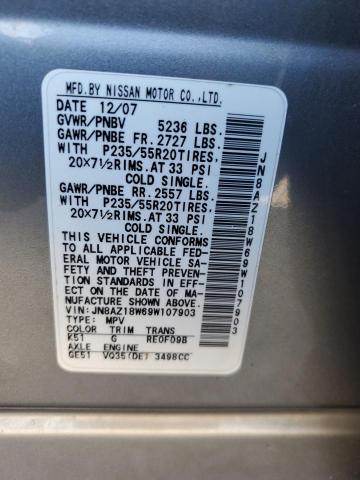 MFD.BY NISSAN MOTOR CO.,LTD.
DATE 12/07
GVWR/PNBV 5236 LBS.
GAWR/PNBE FR. 2727 LBS.
WITH P235/55R20TIRES,
20X7½RIMS.AT 33 PSI
COLD SINGLE.
GAWR/PNBE RR. 2557 LBS.
WITH P235/55R20TIRES,
20X7½RIMS.AT 33 PSI
COLD SINGLE.
THIS VEHICLE CONFORMS
TO ALL APPLICABLE FED-
ERAL MOTOR VEHICLE SAF-
ETY AND THEFT PREVENT-
ION STANDARDS IN EFF-
ECT ON THE DATE OF MA-
NUFACTURE SHOWN ABOVE.
VIN:JN8AZ18W69W107903
TYPE: MPV
COLOR TRIM TRANS
K51 G RE0F09B
AXLE ENGINE
GE51 VQ35(DE) 3498CC
JN8AZ18W69W107903